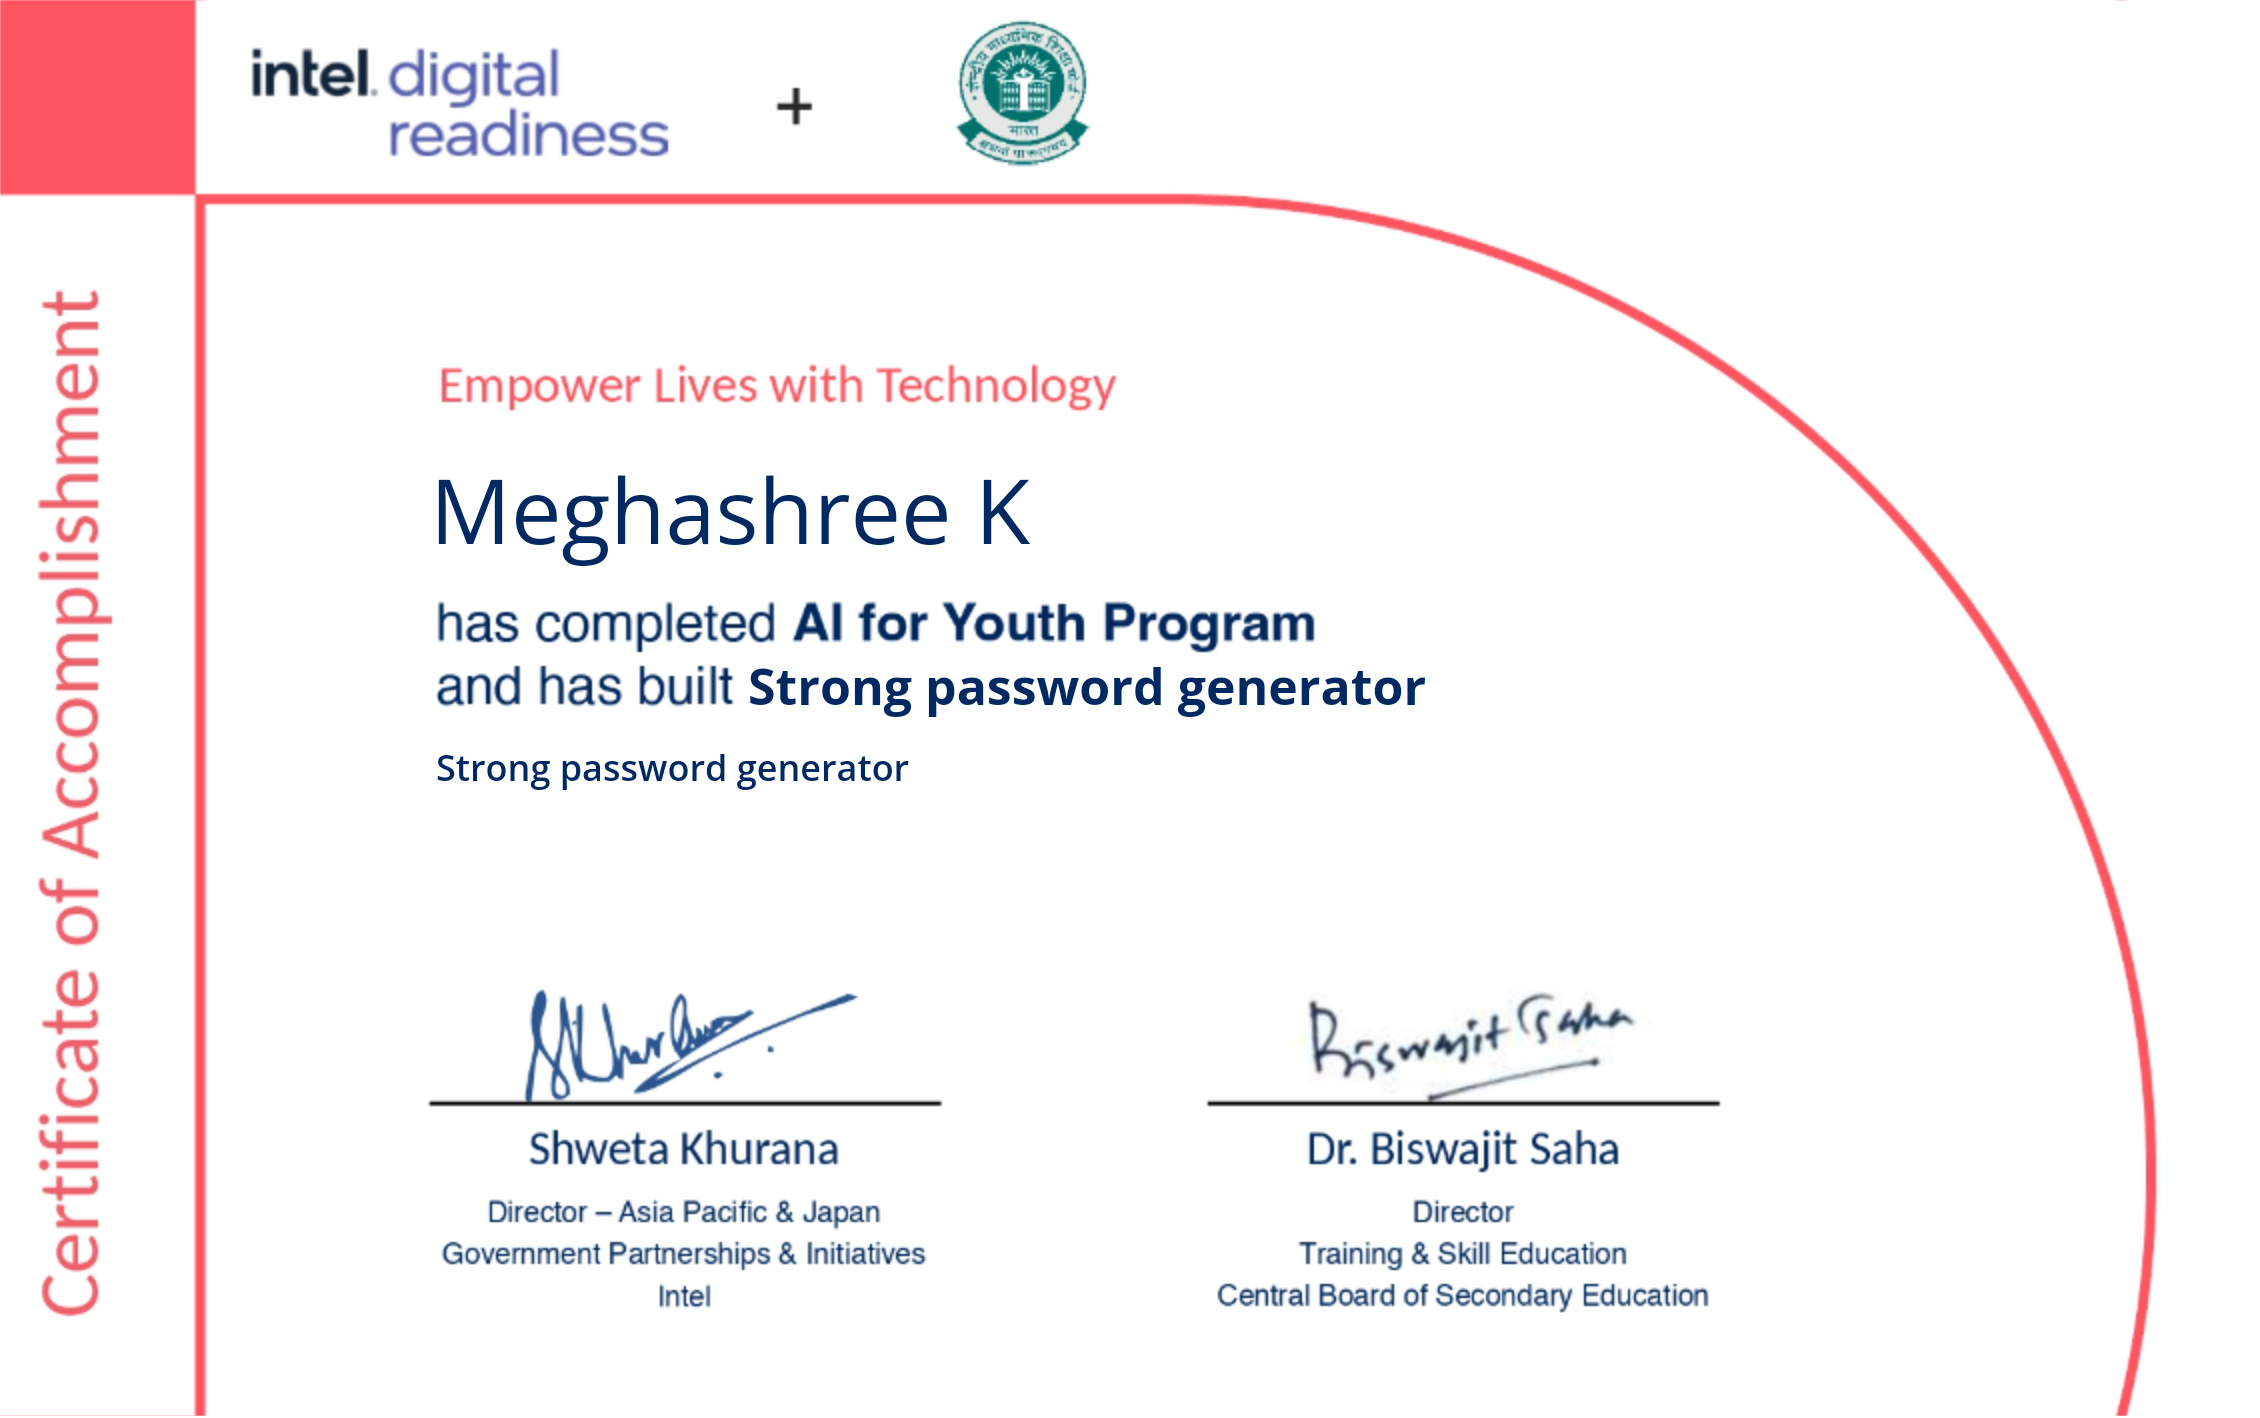 intel. digital
readiness
+
केन्द्रीय माध्यमिक शिक्षा बोर्ड
भारत
Certificate of Accomplishment
Empower Lives with Technology
Meghashree K
has completed AI for Youth Program
and has built Strong password generator
Strong password generator
Biswajit Saha
Shweta Khurana
Director – Asia Pacific & Japan
Government Partnerships & Initiatives
Intel
Dr. Biswajit Saha
Director
Training & Skill Education
Central Board of Secondary Education